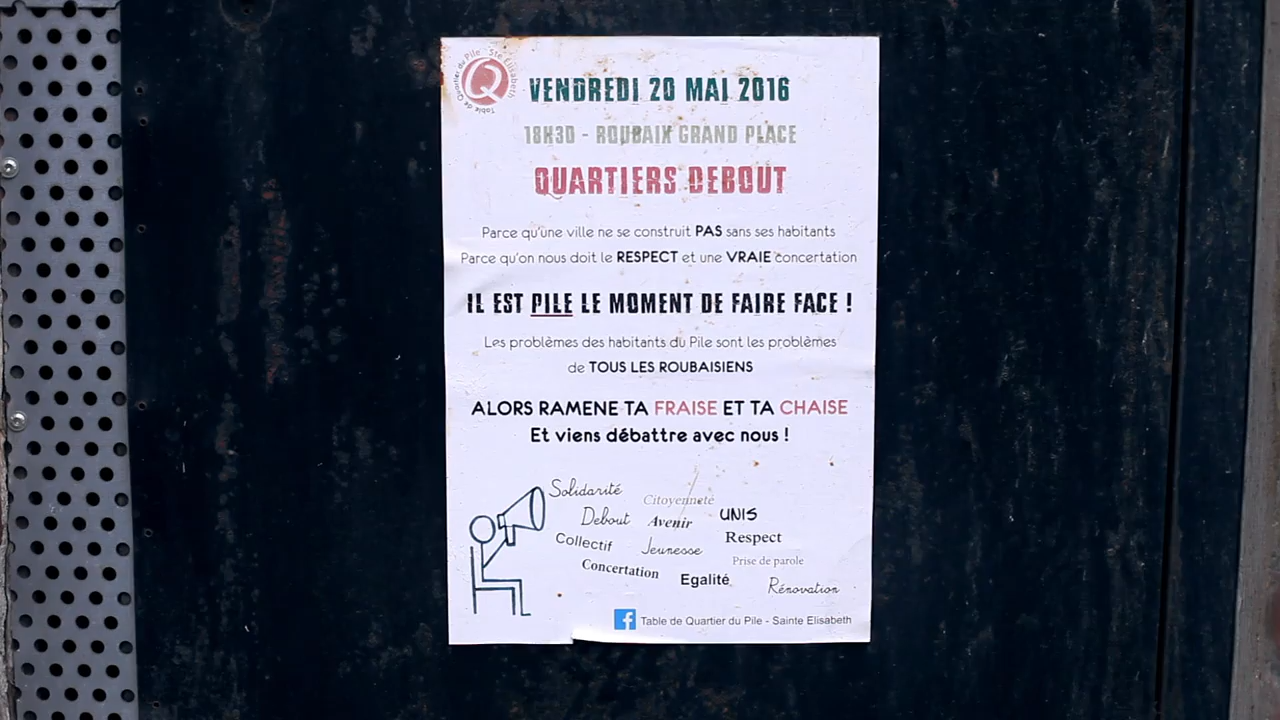 Table de Quartier du Pile - Ste Elisabeth
Q
VENDREDI 20 MAI 2016
18H30 - ROUBAIX GRAND PLACE
QUARTIERS DEBOUT
Parce qu'une ville ne se construit PAS sans ses habitants
Parce qu'on nous doit le RESPECT et une VRAIE concertation
IL EST PILE LE MOMENT DE FAIRE FACE !
Les problèmes des habitants du Pile sont les problèmes
de TOUS LES ROUBAISIENS
ALORS RAMENE TA FRAISE ET TA CHAISE
Et viens débattre avec nous !
Solidarité
Citoyenneté
Debout
Avenir
UNIS
Collectif
Jeunesse
Respect
Concertation
Prise de parole
Egalité
Rénovation
Table de Quartier du Pile - Sainte Elisabeth